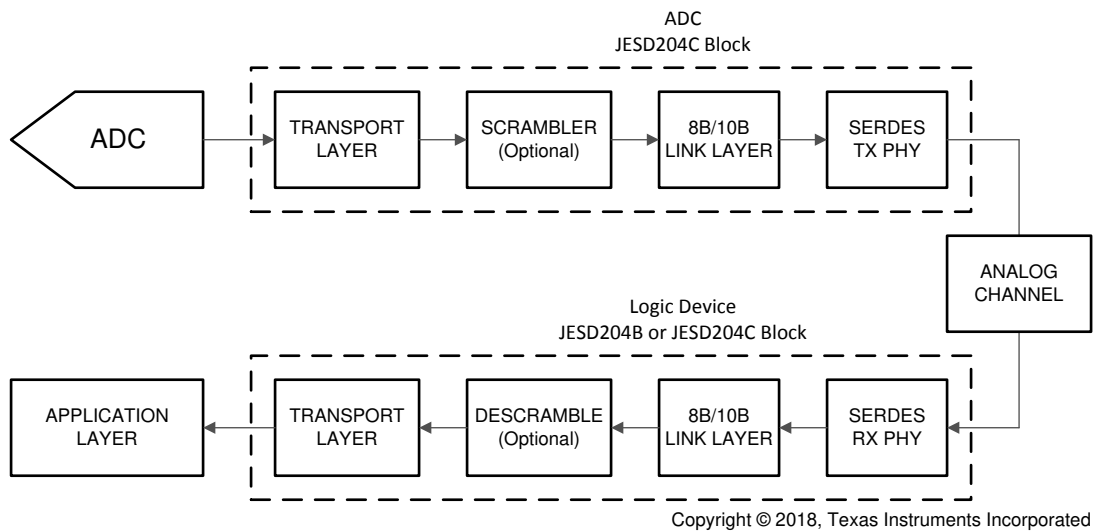 ADC
JESD204C Block
ADC
TRANSPORT
LAYER
SCRAMBLER
(Optional)
8B/10B
LINK LAYER
SERDES
TX PHY
ANALOG
CHANNEL
Logic Device
JESD204B or JESD204C Block
APPLICATION
LAYER
TRANSPORT
LAYER
DESCRAMBLE
(Optional)
8B/10B
LINK LAYER
SERDES
RX PHY
Copyright © 2018, Texas Instruments Incorporated